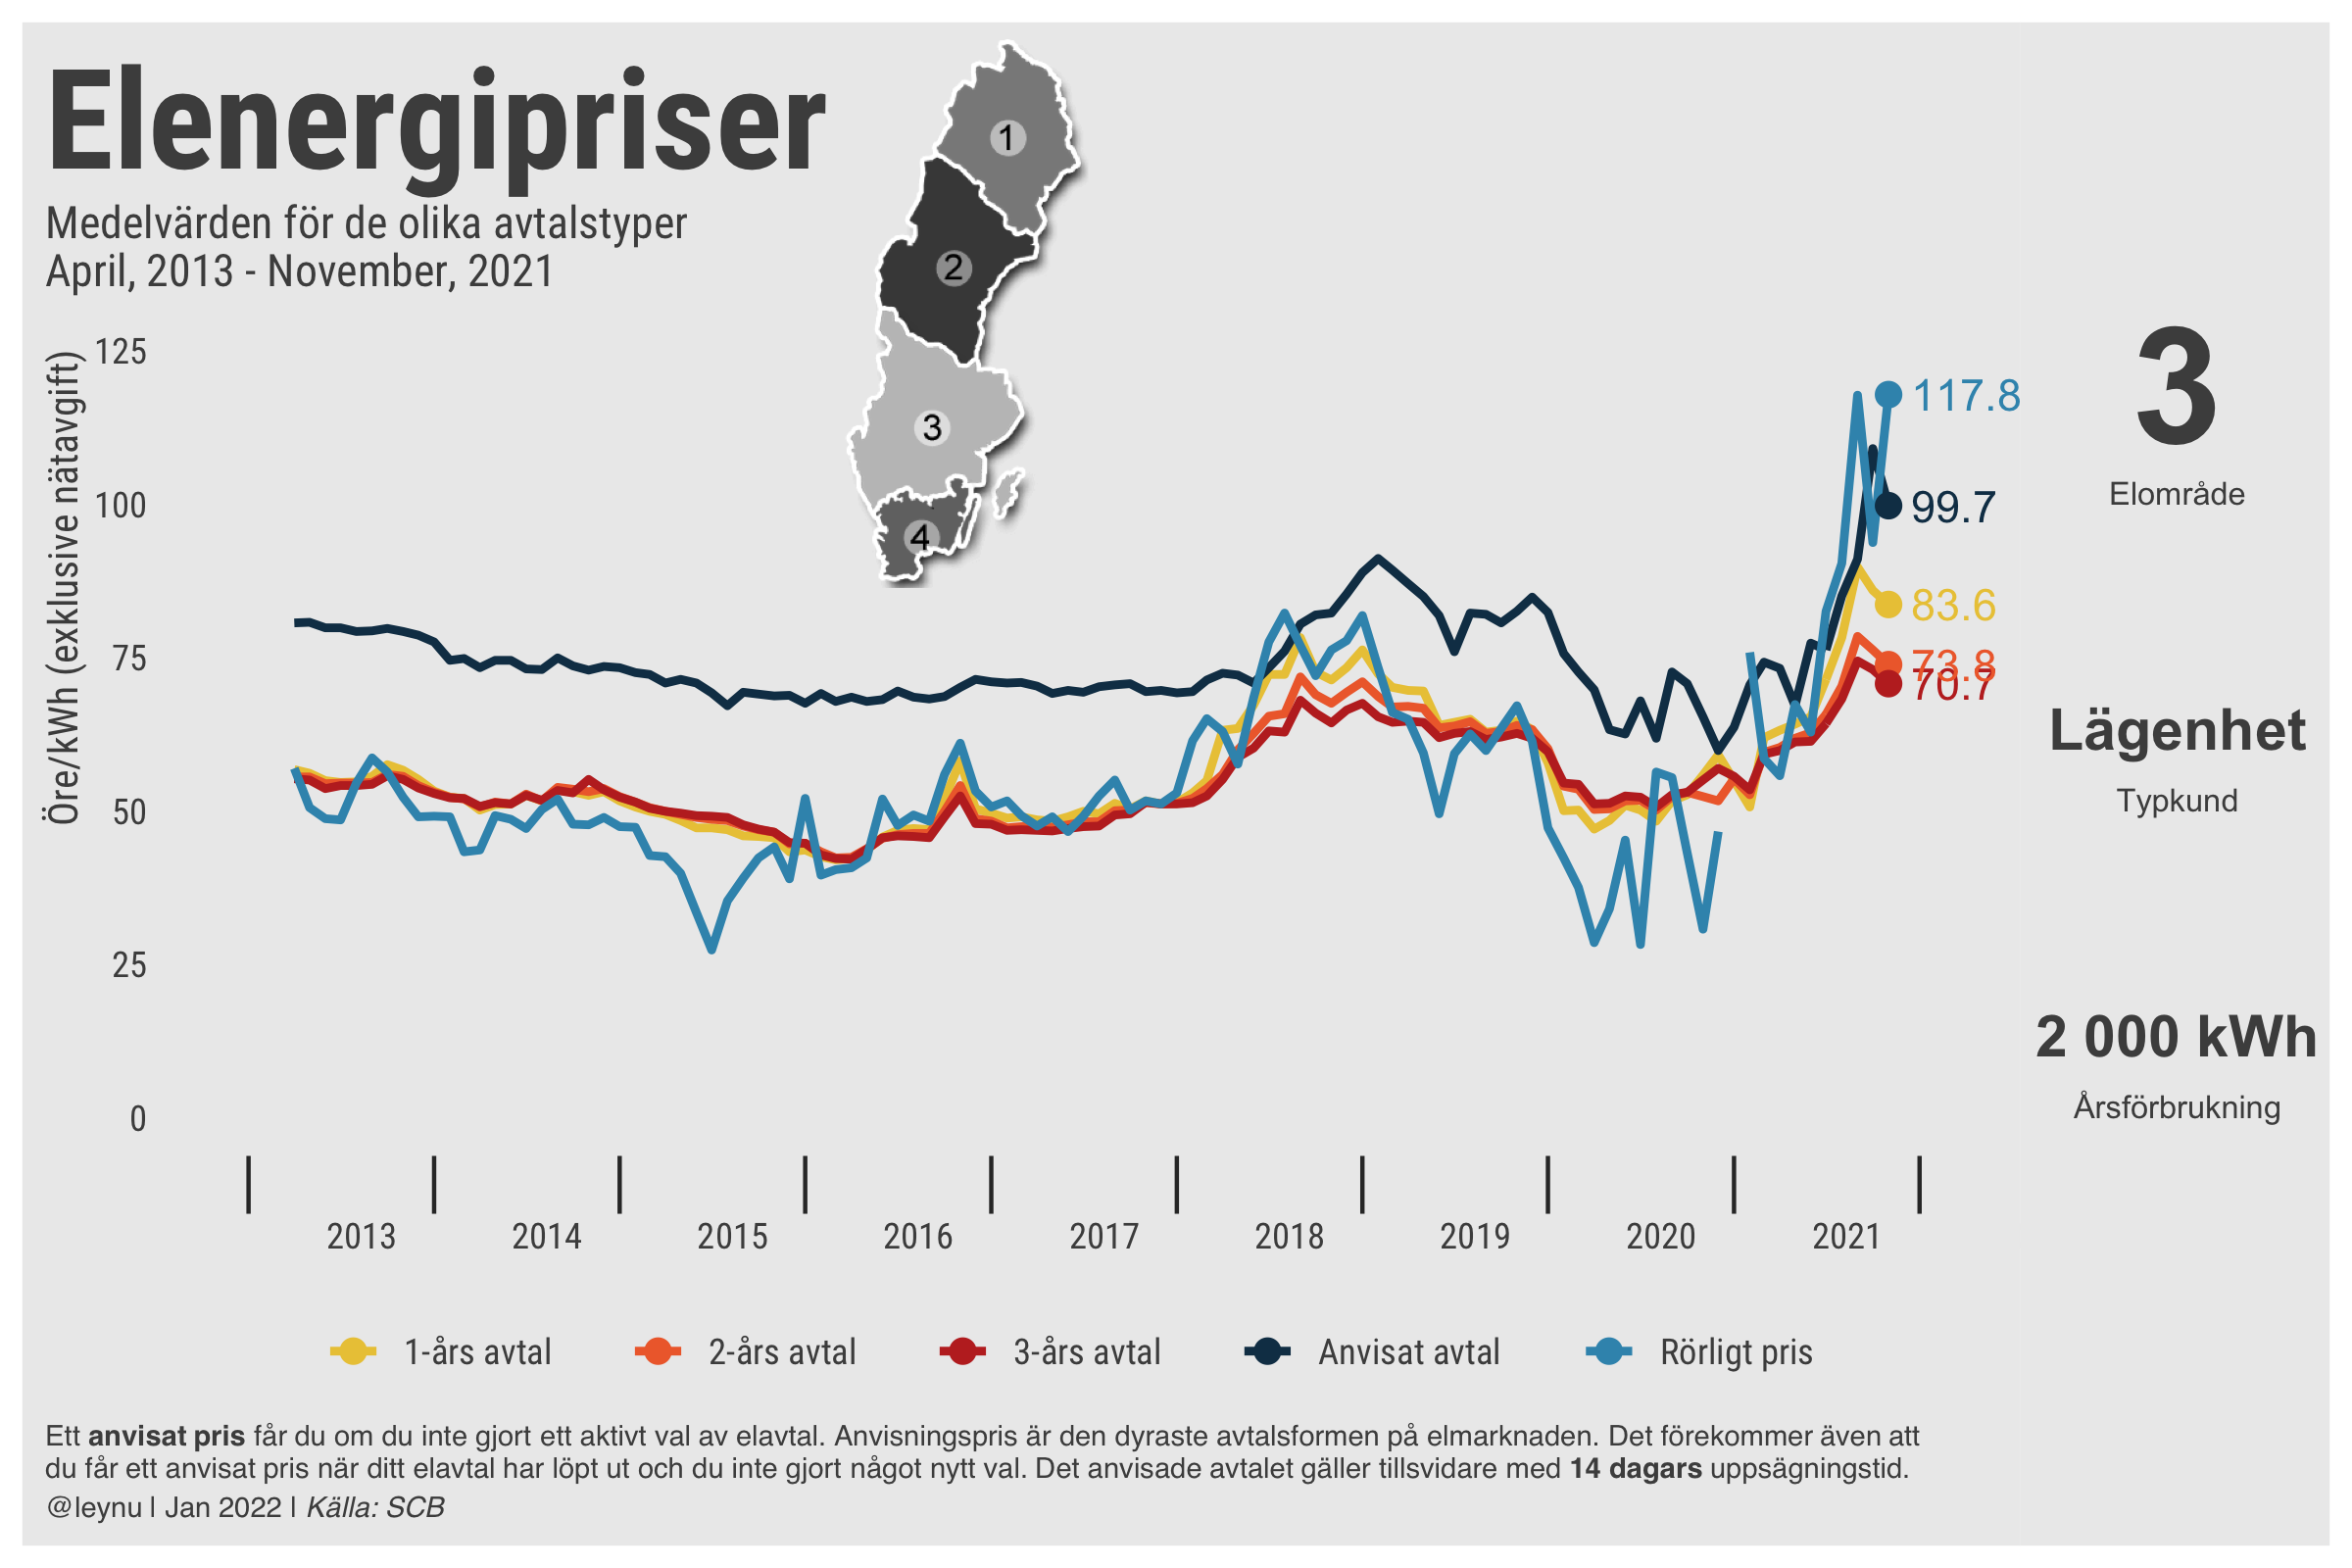 Elenergipriser
Medelvärden för de olika avtalstyper
April, 2013 - November, 2021
1
2
3
4
Öre/kWh (exklusive nätavgift)
125
100
75
50
25
0
117.8
99.7
83.6
73.8
70.7
3
Elområde
Lägenhet
Typkund
2 000 kWh
Årsförbrukning
2013 2014 2015 2016 2017 2018 2019 2020 2021
1-års avtal 2-års avtal 3-års avtal Anvisat avtal Rörligt pris
Ett anvisat pris får du om du inte gjort ett aktivt val av elavtal. Anvisningspris är den dyraste avtalsformen på elmarknaden. Det förekommer även att
du får ett anvisat pris när ditt elavtal har löpt ut och du inte gjort något nytt val. Det anvisade avtalet gäller tillsvidare med 14 dagars uppsägningstid.
@leynu | Jan 2022 | Källa: SCB